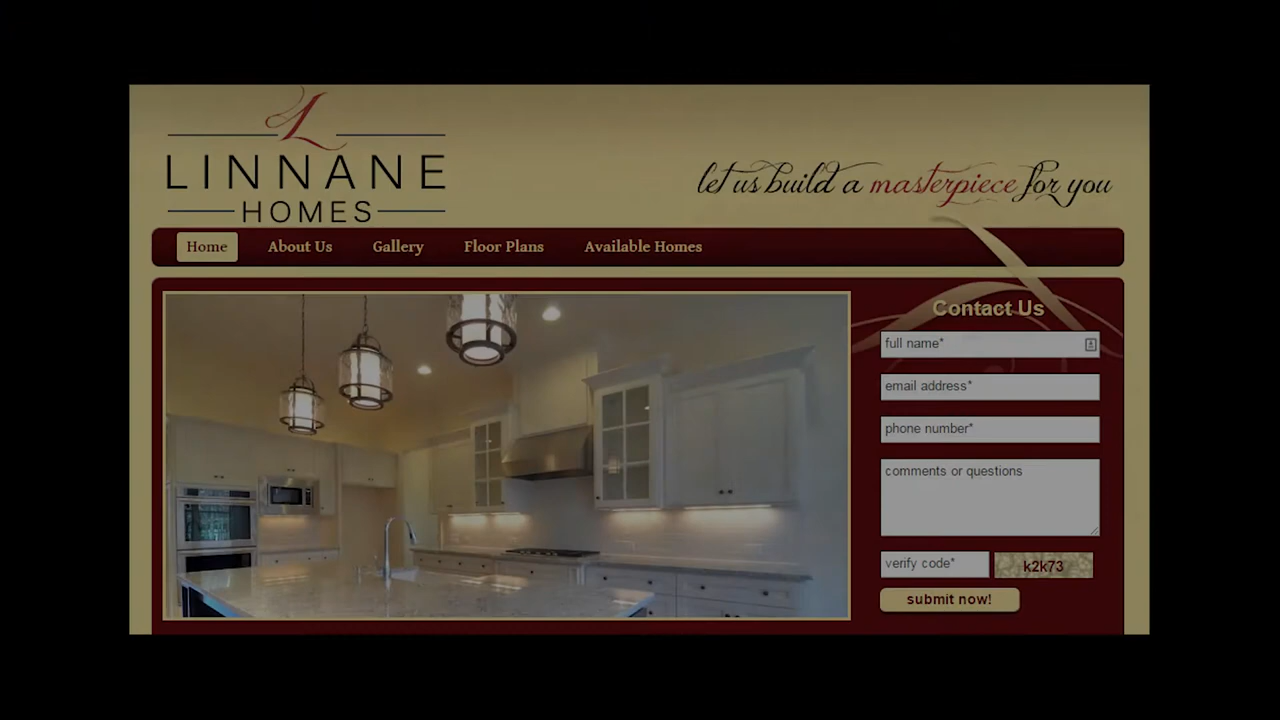 L
LINNANE
HOMES
let us build a masterpiece for you
Home About Us Gallery Floor Plans Available Homes
Contact Us
full name*
email address*
phone number*
comments or questions
verify code* k2k73
submit now!